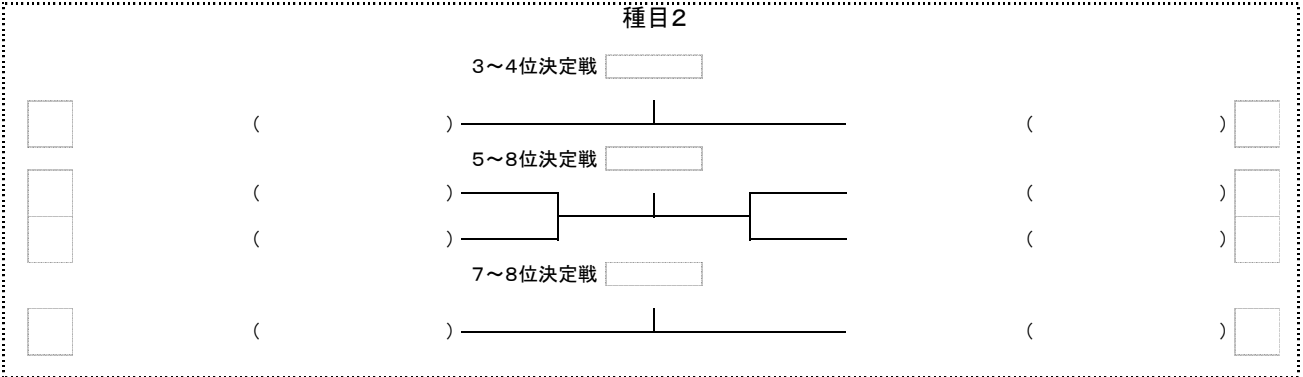 種目2
3～4位決定戦
( ) ( )
5～8位決定戦
( ) ( )
( ) ( )
7～8位決定戦
( ) ( )